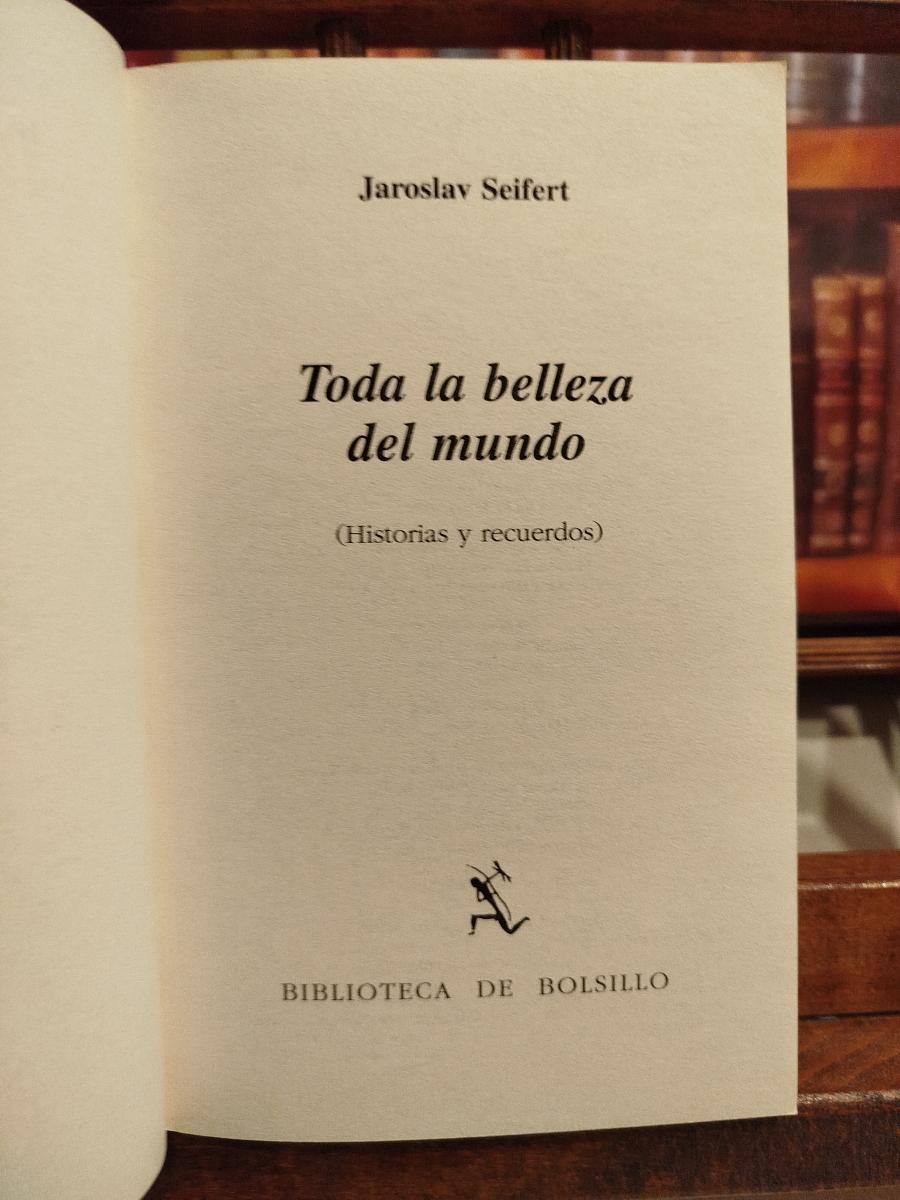 Jaroslav Seifert
Toda la belleza
del mundo
(Historias y recuerdos)
BIBLIOTECA DE BOLSILLO